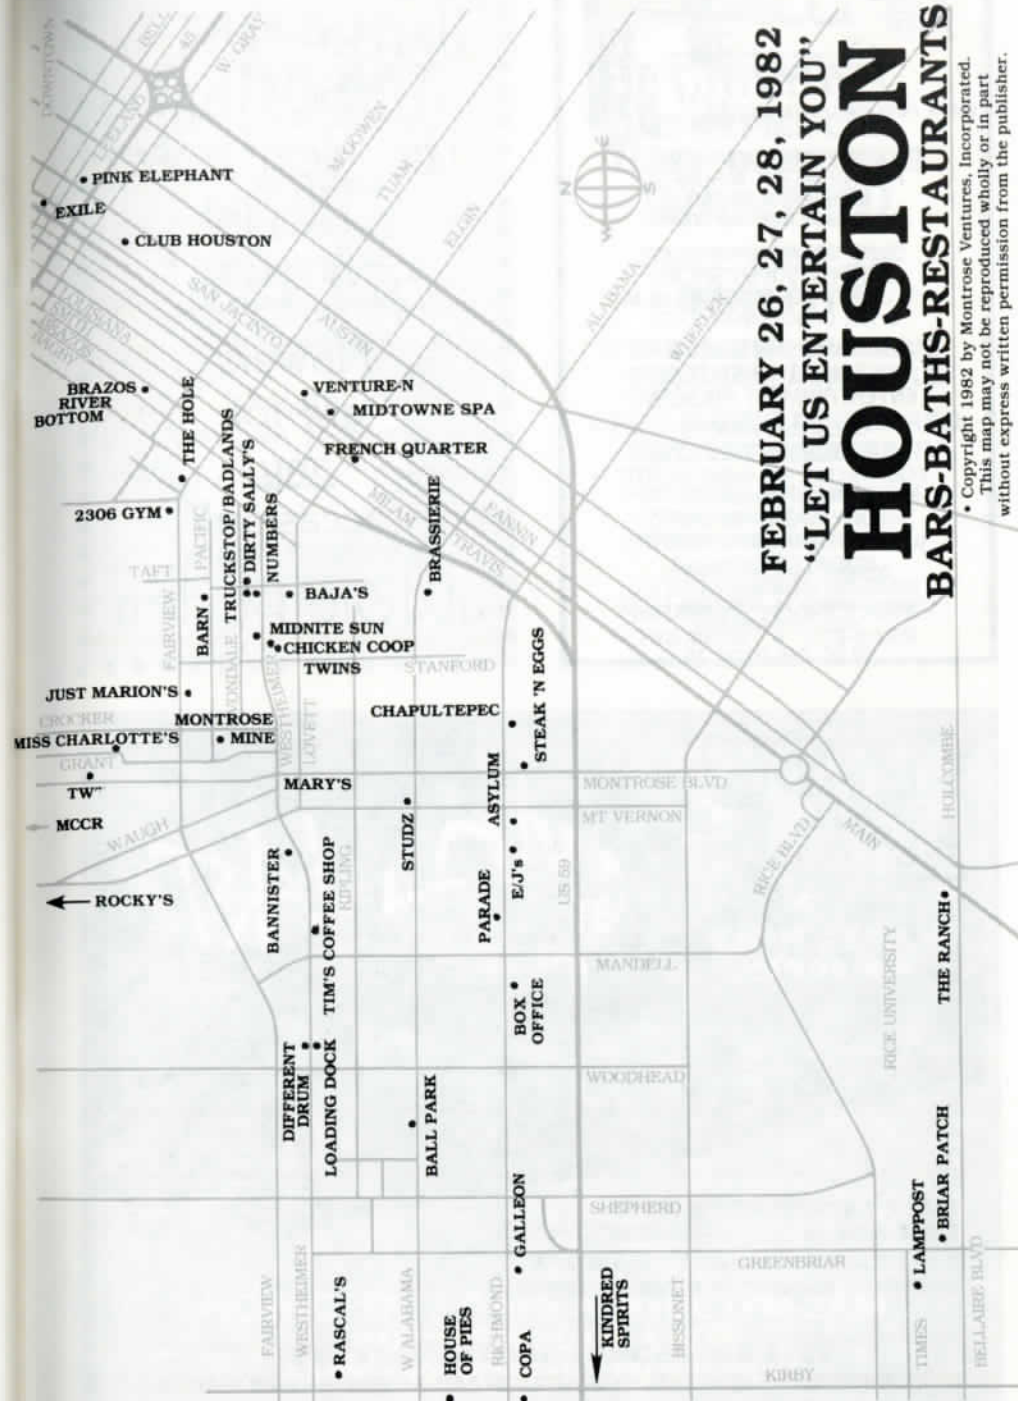 FEBRUARY 26, 27, 28, 1982
“LET US ENTERTAIN YOU”
HOUSTON
BARS-BATHS-RESTAURANTS
• Copyright 1982 by Montrose Ventures, Incorporated.
This map may not be reproduced wholly or in part
without express written permission from the publisher.
N
E
S
W
DOWNTOWN
45
W. GRAY
McGOWEN
TUAM
ELGIN
ALABAMA
WHEELER
PINK ELEPHANT
EXILE
CLUB HOUSTON
LOUISIANA
SMITH
BRAZOS
BAGBY
SAN JACINTO
AUSTIN
BRAZOS
RIVER
BOTTOM
THE HOLE
VENTURE-N
MIDTOWNE SPA
FRENCH QUARTER
MILAM
FANNIN
TRAVIS
2306 GYM
PACIFIC
TRUCKSTOP/BADLANDS
DIRTY SALLY'S
NUMBERS
BRASSIERIE
TAFT
FAIRVIEW
BARN
BAJA'S
MIDNITE SUN
CHICKEN COOP
TWINS
STANFORD
STEAK 'N EGGS
JUST MARION'S
CROCKER
MONTROSE
MINE
MISS CHARLOTTE'S
GRANT
WESTHEIMER
LOVETT
CHAPULTEPEC
TW"
MARY'S
ASYLUM
MONTROSE BLVD
MT VERNON
MCCR
WAUGH
STUDZ
HOLCOMBE
MAIN
RICE BLVD
ROCKY'S
BANNISTER
TIM'S COFFEE SHOP
KIPLING
PARADE
E/J's
US 59
THE RANCH
MANDELL
BOX
OFFICE
RICE UNIVERSITY
DIFFERENT
DRUM
LOADING DOCK
WOODHEAD
BALL PARK
SHEPHERD
GALLEON
LAMPPOST
BRIAR PATCH
GREENBRIAR
FAIRVIEW
WESTHEIMER
RASCAL'S
W ALABAMA
HOUSE
OF PIES
RICHMOND
COPA
KINDRED
SPIRITS
BISSONET
KIRBY
TIMES
BELLAIRE BLVD